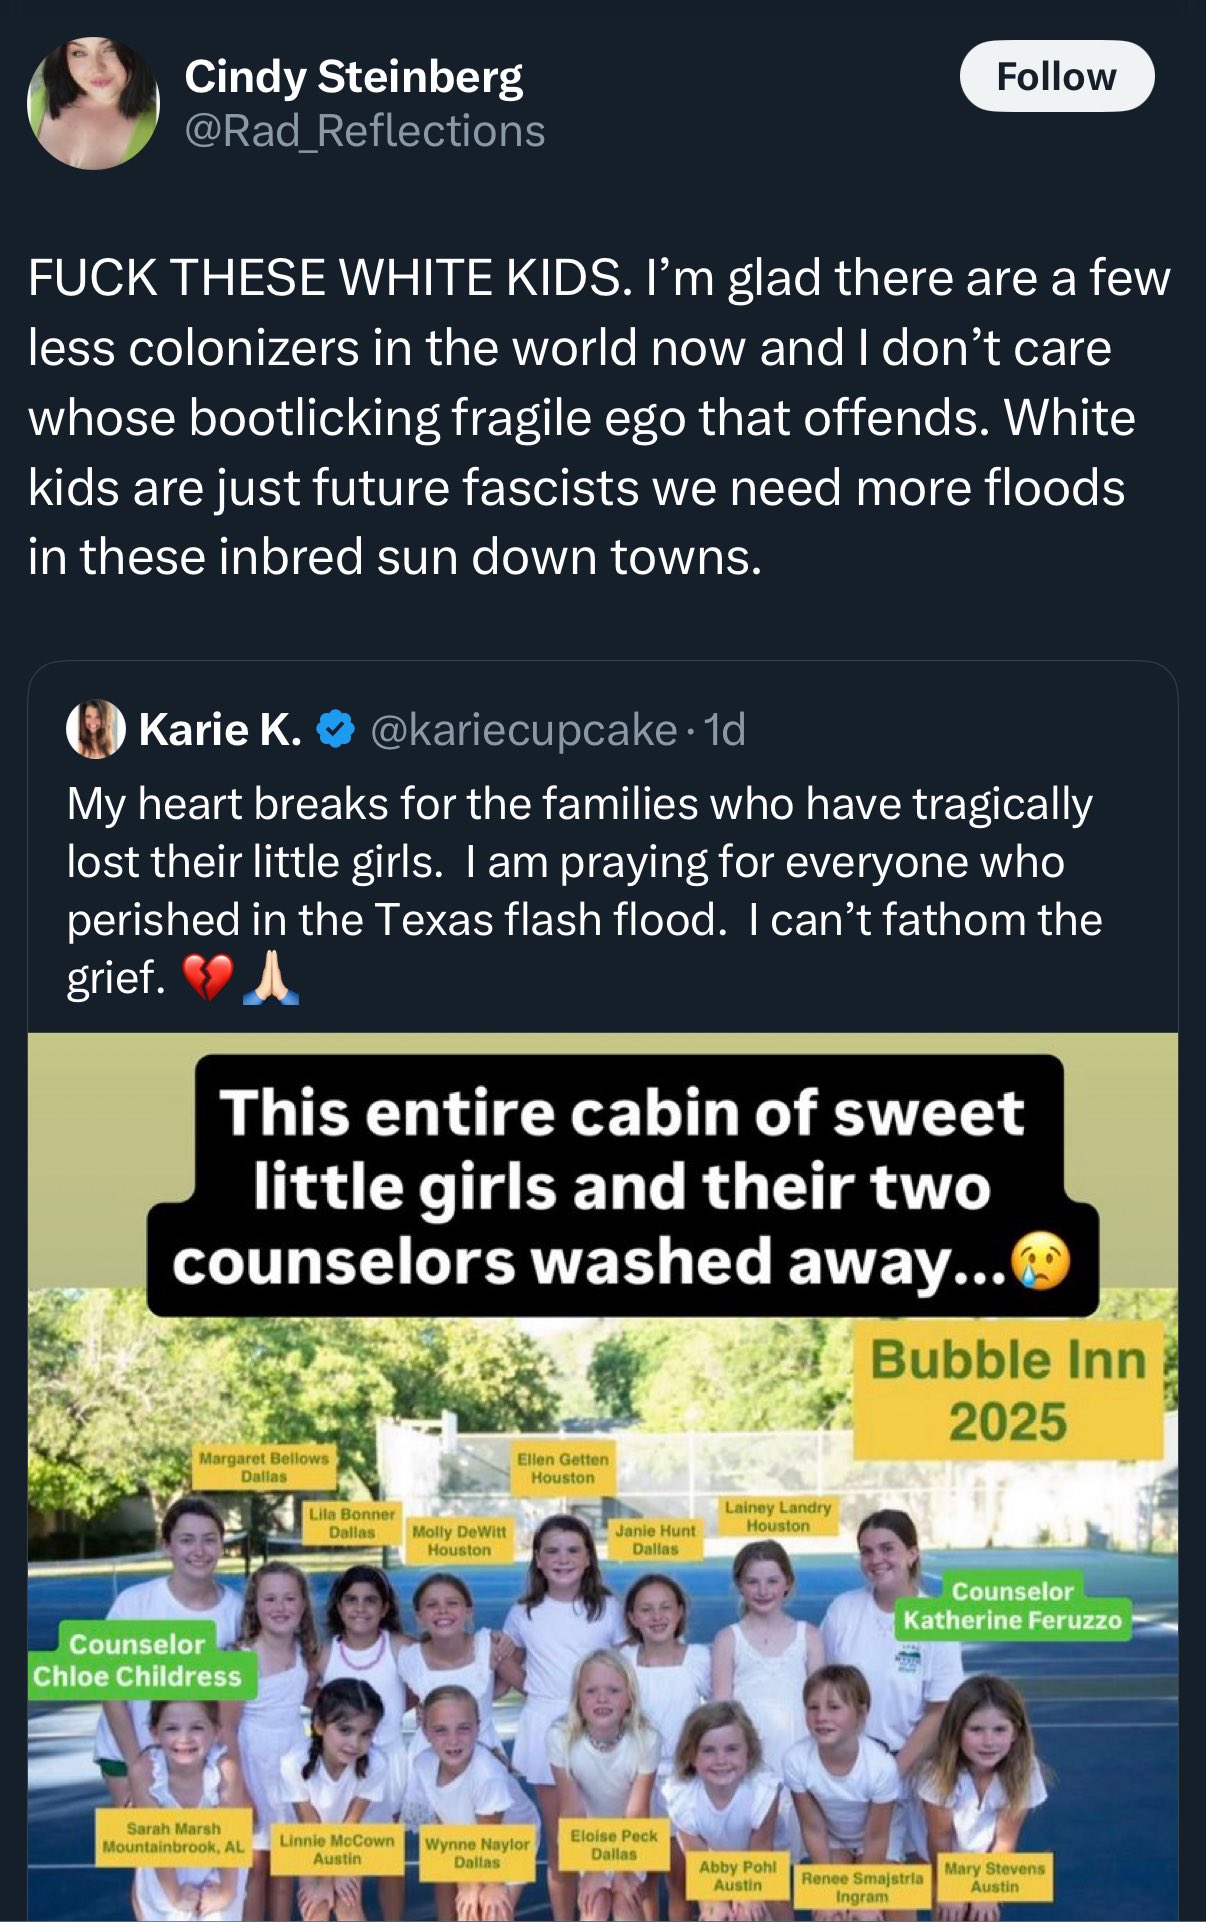 Cindy Steinberg
@Rad_Reflections
Follow
FUCK THESE WHITE KIDS. I’m glad there are a few
less colonizers in the world now and I don’t care
whose bootlicking fragile ego that offends. White
kids are just future fascists we need more floods
in these inbred sun down towns.
Karie K. @kariecupcake · 1d
My heart breaks for the families who have tragically
lost their little girls.  I am praying for everyone who
perished in the Texas flash flood.  I can’t fathom the
grief. 💔🙏🏻
This entire cabin of sweet
little girls and their two
counselors washed away...😢
Bubble Inn
2025
Margaret Bellows
Dallas
Lila Bonner
Dallas
Molly DeWitt
Houston
Ellen Getten
Houston
Janie Hunt
Dallas
Lainey Landry
Houston
Counselor
Chloe Childress
Counselor
Katherine Feruzzo
Sarah Marsh
Mountainbrook, AL
Linnie McCown
Austin
Wynne Naylor
Dallas
Eloise Peck
Dallas
Abby Pohl
Austin
Renee Smajstrla
Ingram
Mary Stevens
Austin